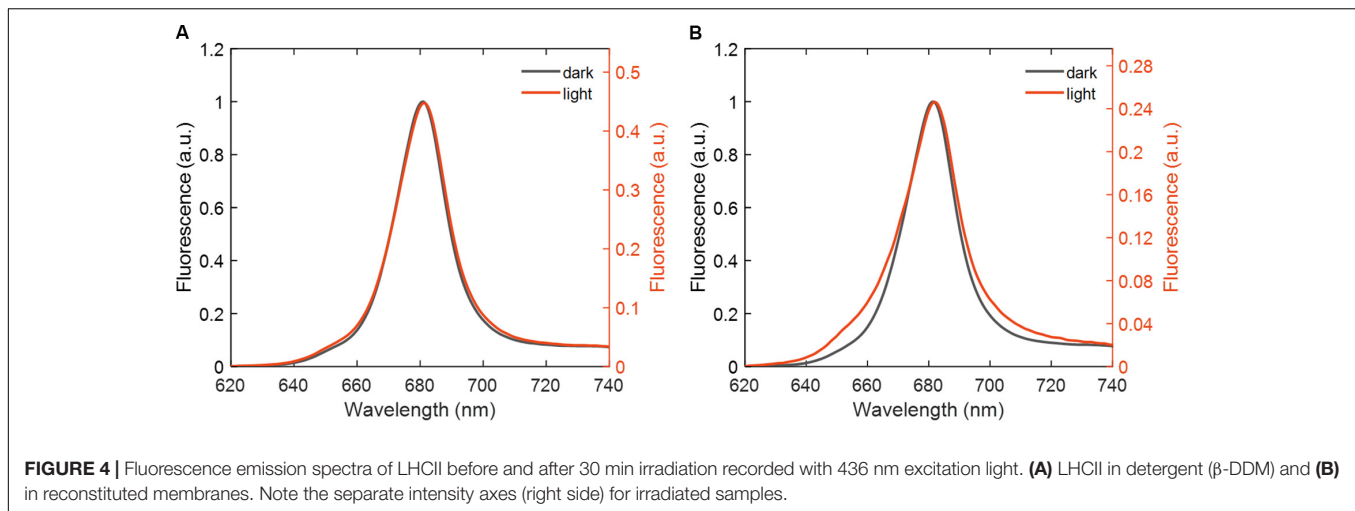 A
1.2
1
0.8
0.6
0.4
0.2
0
Fluorescence (a.u.)
620 640 660 680 700 720 740
Wavelength (nm)
0.5
0.4
0.3
0.2
0.1
0
Fluorescence (a.u.)
dark
light
B
1.2
1
0.8
0.6
0.4
0.2
0
Fluorescence (a.u.)
620 640 660 680 700 720 740
Wavelength (nm)
0.28
0.24
0.2
0.16
0.12
0.08
0.04
0
Fluorescence (a.u.)
dark
light
FIGURE 4 | Fluorescence emission spectra of LHCII before and after 30 min irradiation recorded with 436 nm excitation light. (A) LHCII in detergent (β-DDM) and (B)
in reconstituted membranes. Note the separate intensity axes (right side) for irradiated samples.